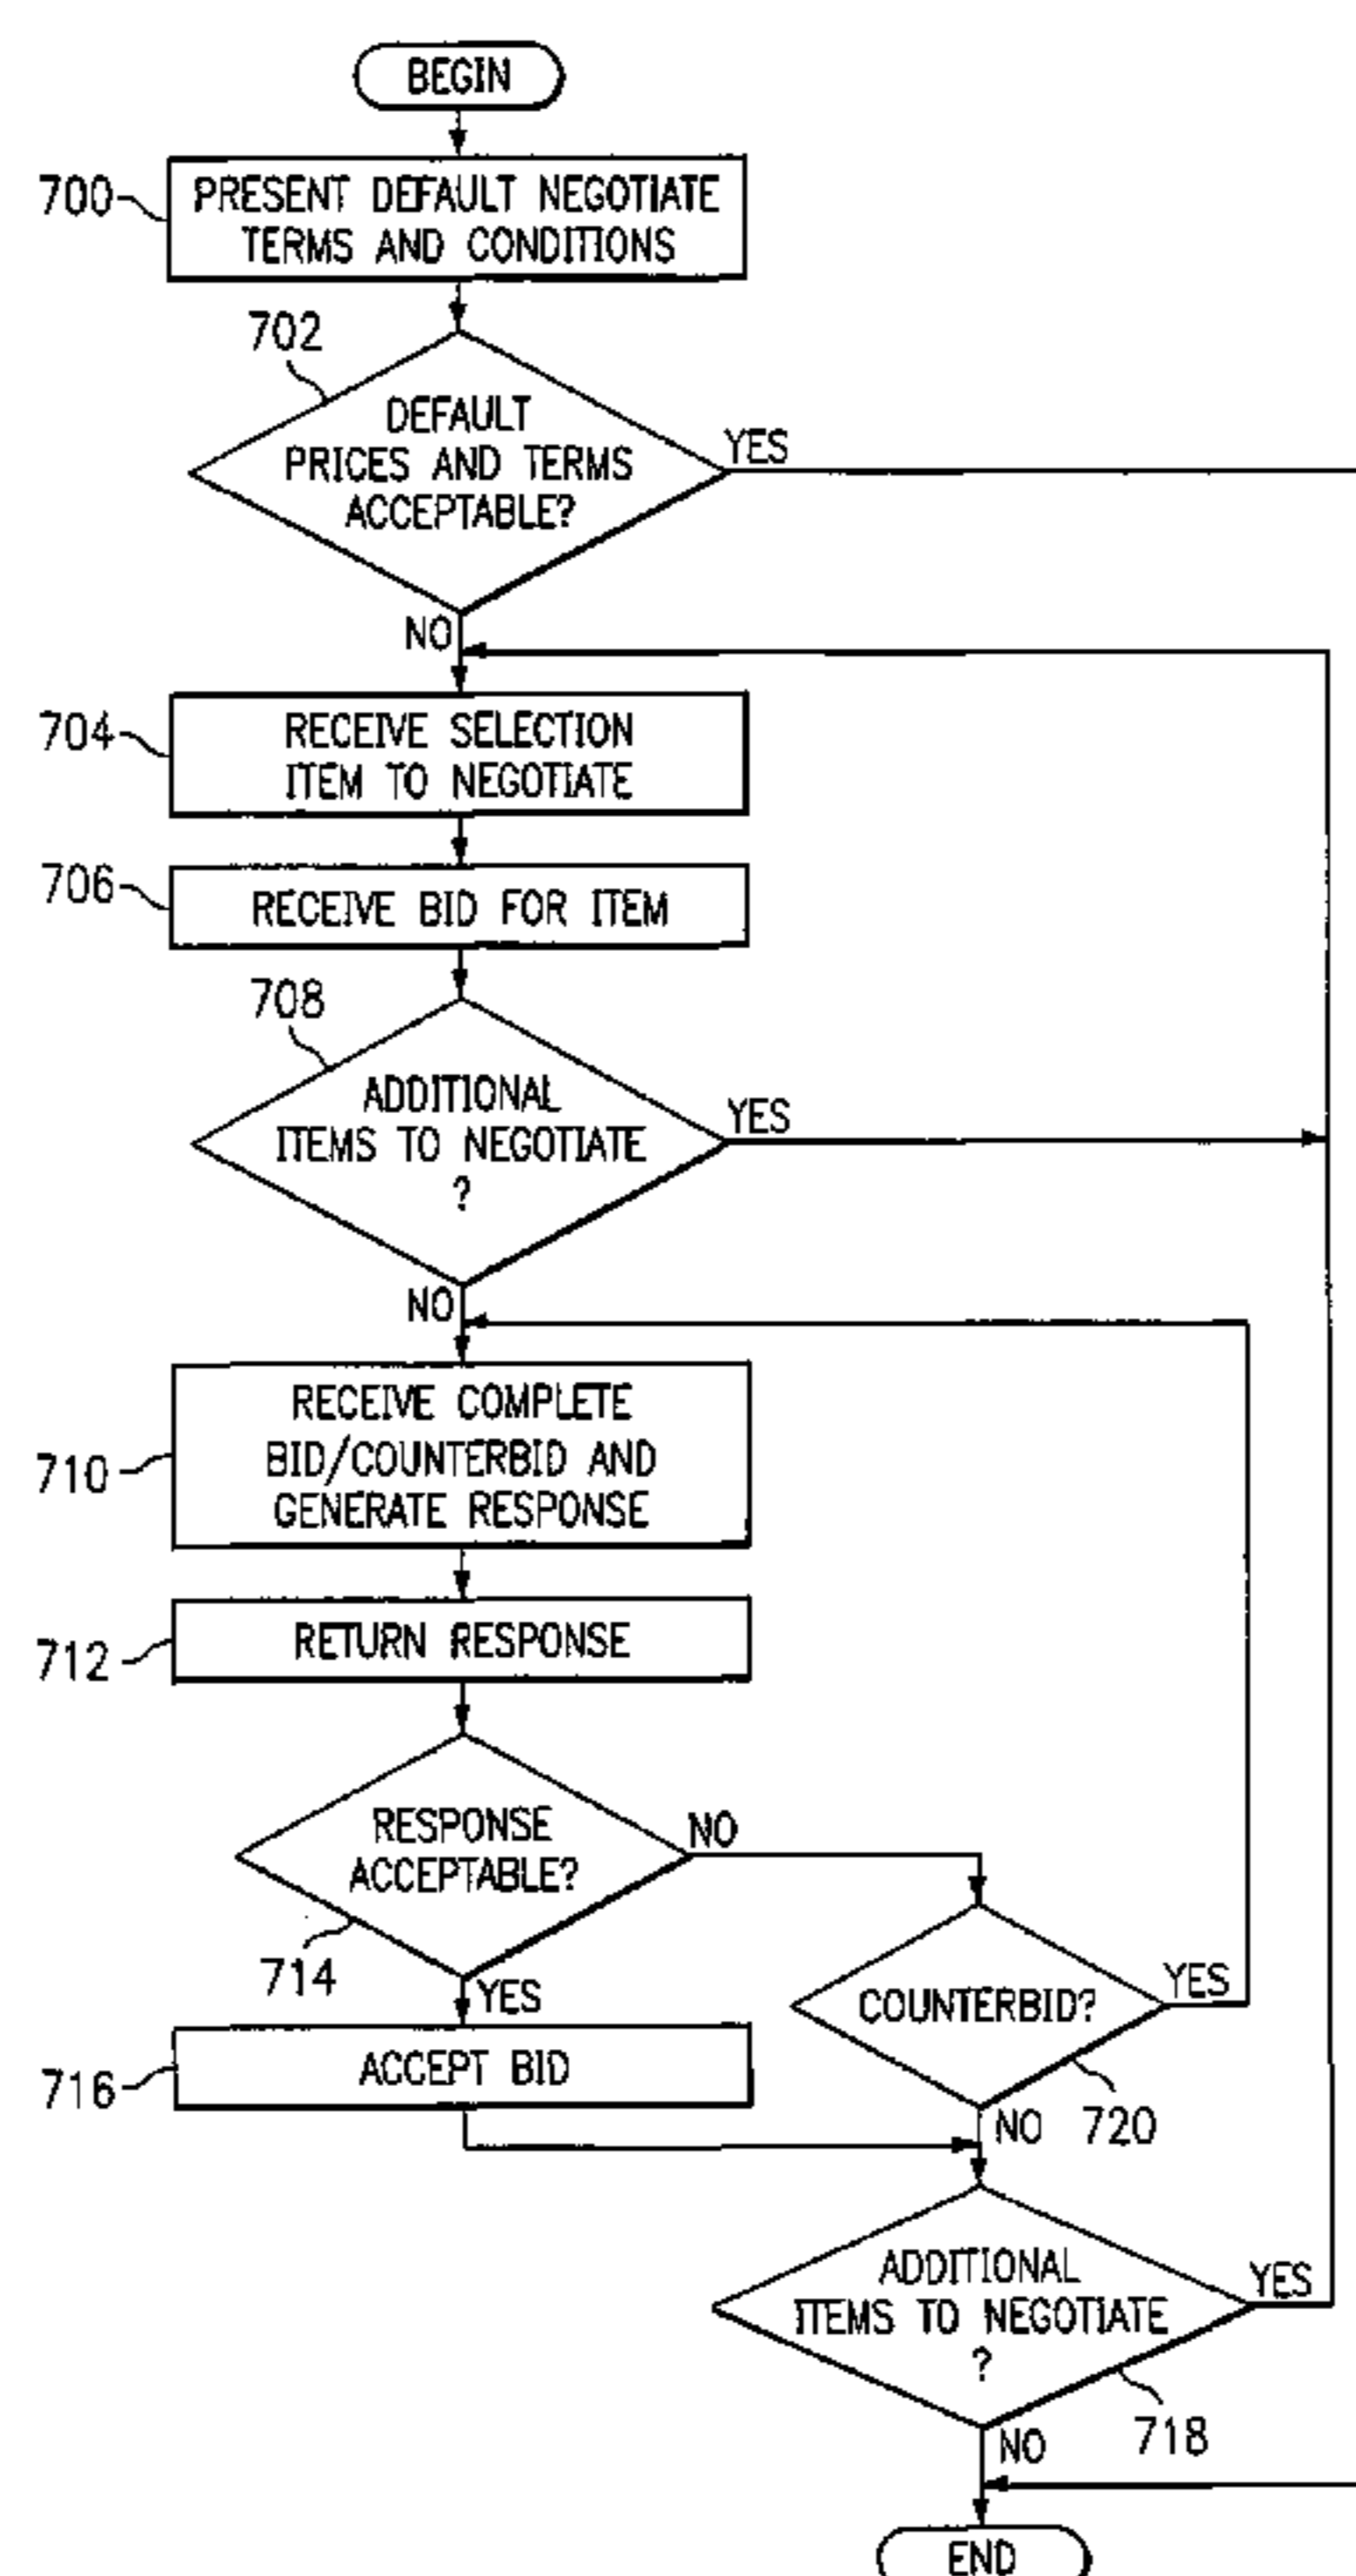 BEGIN
700
PRESENT DEFAULT NEGOTIATE
TERMS AND CONDITIONS
702
DEFAULT
PRICES AND TERMS
ACCEPTABLE?
YES
NO
704
RECEIVE SELECTION
ITEM TO NEGOTIATE
706
RECEIVE BID FOR ITEM
708
ADDITIONAL
ITEMS TO NEGOTIATE
?
YES
NO
710
RECEIVE COMPLETE
BID/COUNTERBID AND
GENERATE RESPONSE
712
RETURN RESPONSE
RESPONSE
ACCEPTABLE?
NO
714
YES
COUNTERBID?
YES
716
ACCEPT BID
NO
720
ADDITIONAL
ITEMS TO NEGOTIATE
?
YES
718
NO
END